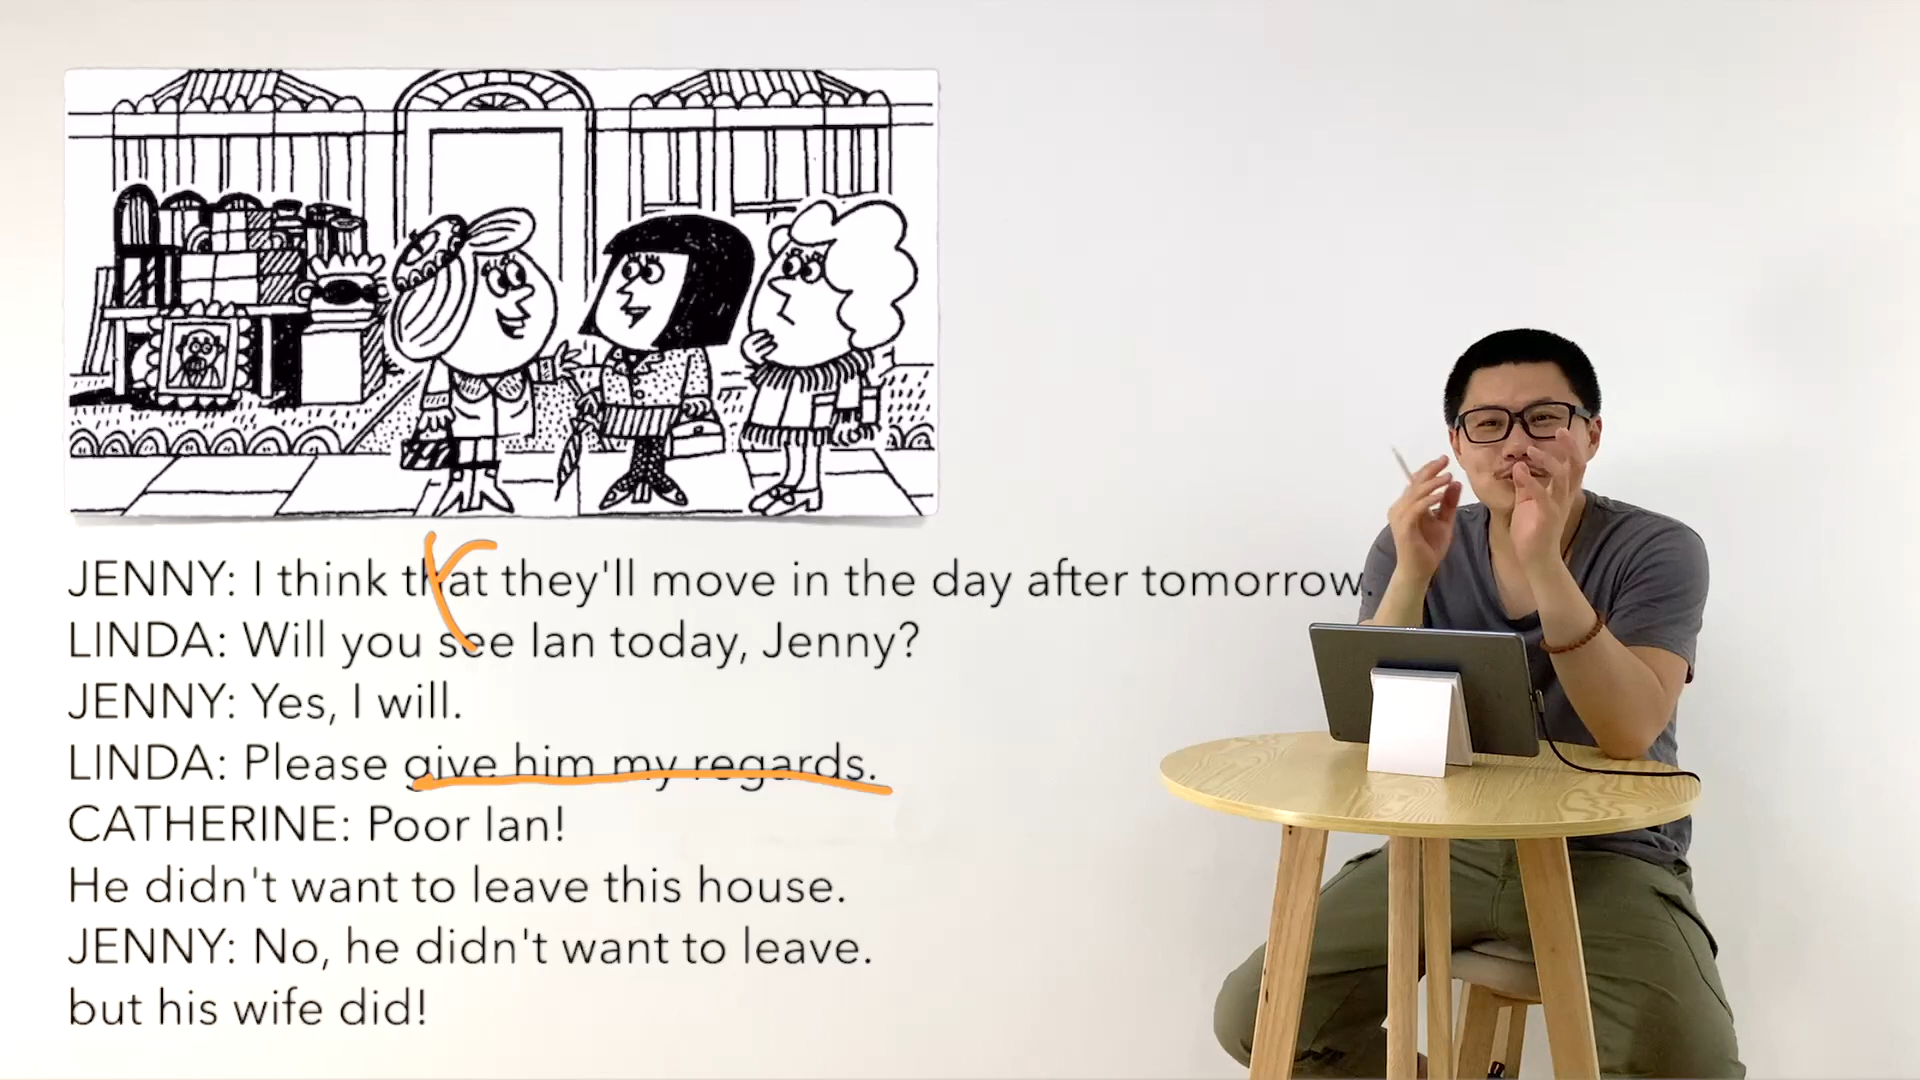 JENNY: I think that they'll move in the day after tomorrow.
LINDA: Will you see Ian today, Jenny?
JENNY: Yes, I will.
LINDA: Please give him my regards.
CATHERINE: Poor Ian!
He didn't want to leave this house.
JENNY: No, he didn't want to leave.
but his wife did!